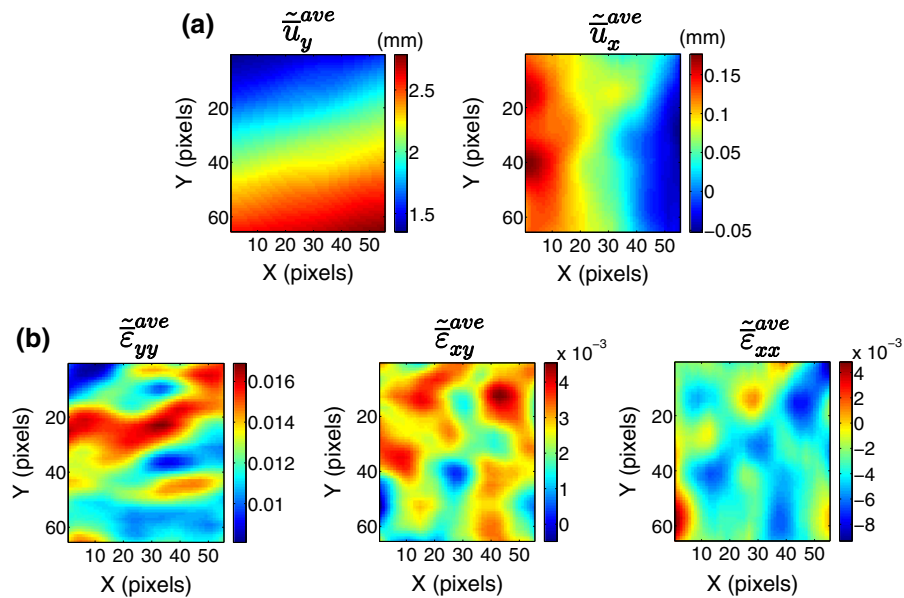 (a)
ũ̄_y^{ave}
(mm)
2.5
2
1.5
20
40
60
Y (pixels)
10 20 30 40 50
X (pixels)
ũ̄_x^{ave}
(mm)
0.15
0.1
0.05
0
−0.05
20
40
60
Y (pixels)
10 20 30 40 50
X (pixels)
(b)
ε̃̄_{yy}^{ave}
0.016
0.014
0.012
0.01
20
40
60
Y (pixels)
10 20 30 40 50
X (pixels)
ε̃̄_{xy}^{ave}
x 10⁻³
4
3
2
1
0
20
40
60
Y (pixels)
10 20 30 40 50
X (pixels)
ε̃̄_{xx}^{ave}
x 10⁻³
4
2
0
−2
−4
−6
−8
20
40
60
Y (pixels)
10 20 30 40 50
X (pixels)